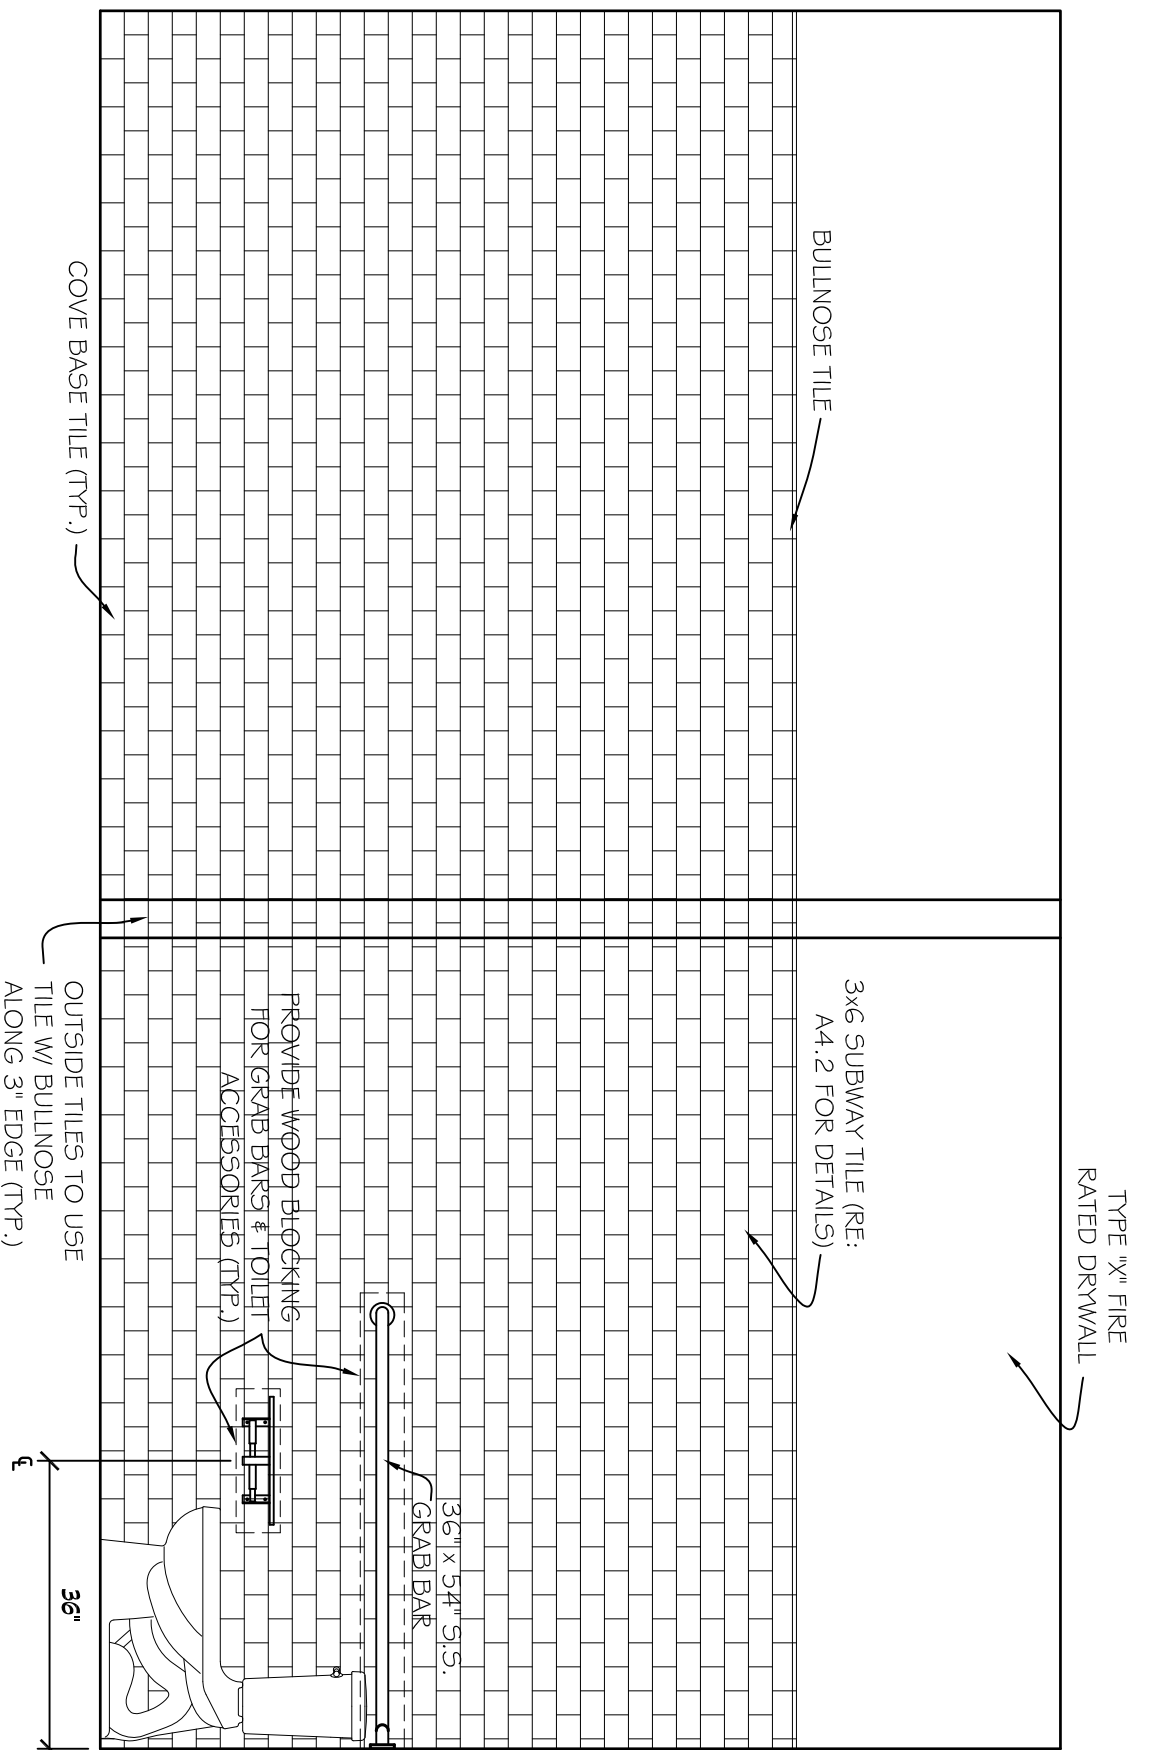 TYPE "X" FIRE
RATED DRYWALL
BULLNOSE TILE
3x6 SUBWAY TILE (RE:
A4.2 FOR DETAILS)
36" x 54" S.S.
GRAB BAR
PROVIDE WOOD BLOCKING
FOR GRAB BARS & TOILET
ACCESSORIES (TYP.)
COVE BASE TILE (TYP.)
OUTSIDE TILES TO USE
TILE W/ BULLNOSE
ALONG 3" EDGE (TYP.)
℄
36"